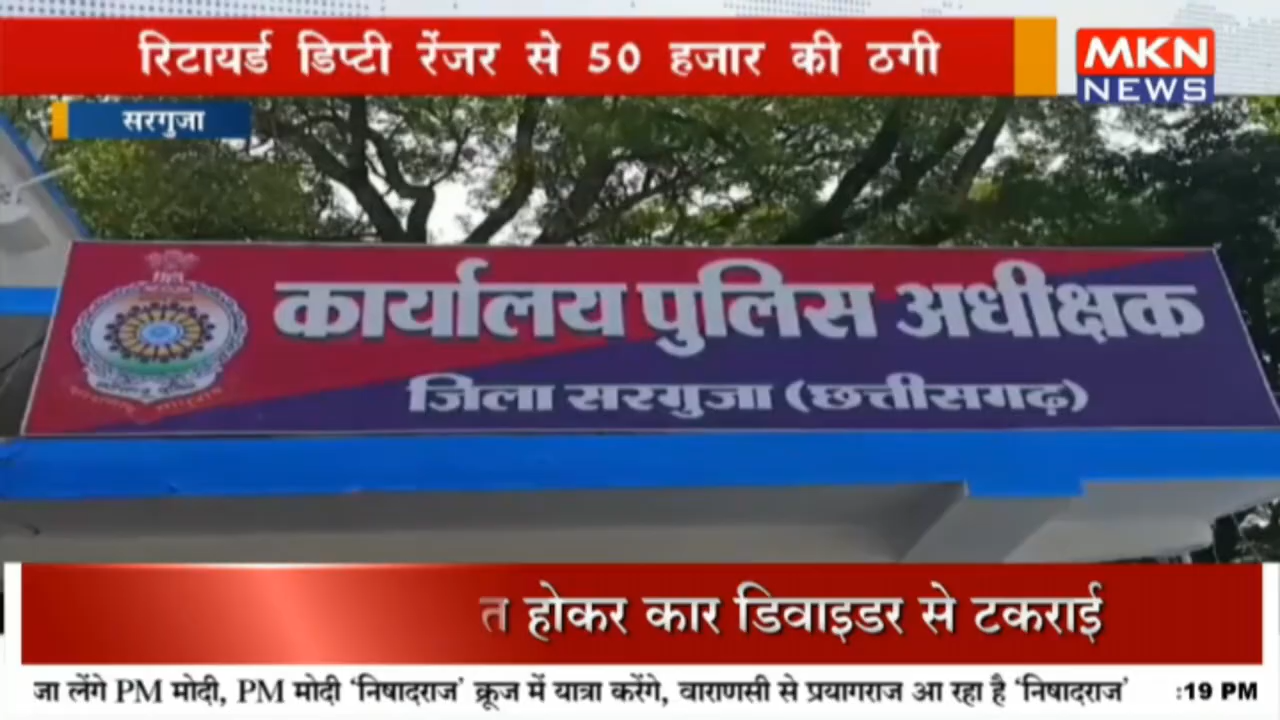 रिटायर्ड डिप्टी रेंजर से 50 हजार की ठगी
MKN
NEWS
सरगुजा
कार्यालय पुलिस अधीक्षक
जिला सरगुजा (छत्तीसगढ़)
त होकर कार डिवाइडर से टकराई
जा लेंगे PM मोदी, PM मोदी ‘निषादराज’ क्रूज में यात्रा करेंगे, वाराणसी से प्रयागराज आ रहा है ‘निषादराज’
:19 PM